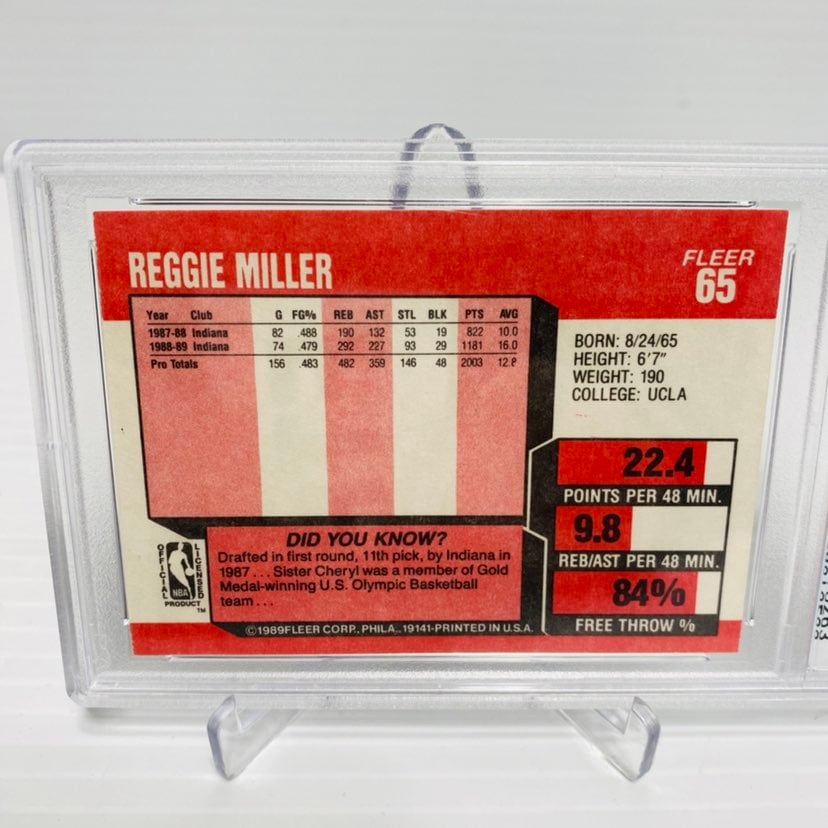 REGGIE MILLER
FLEER
65
Year Club G FG% REB AST STL BLK PTS AVG
1987-88 Indiana 82 .488 190 132 53 19 822 10.0
1988-89 Indiana 74 .479 292 227 93 29 1181 16.0
Pro Totals 156 .483 482 359 146 48 2003 12.8
BORN: 8/24/65
HEIGHT: 6'7"
WEIGHT: 190
COLLEGE: UCLA
22.4
POINTS PER 48 MIN.
9.8
REB/AST PER 48 MIN.
84%
FREE THROW %
OFFICIAL
LICENSED
NBA
PRODUCT
TM
DID YOU KNOW?
Drafted in first round, 11th pick, by Indiana in
1987 . . . Sister Cheryl was a member of Gold
Medal-winning U.S. Olympic Basketball
team . . .
©1989FLEER CORP., PHILA., 19141-PRINTED IN U.S.A.